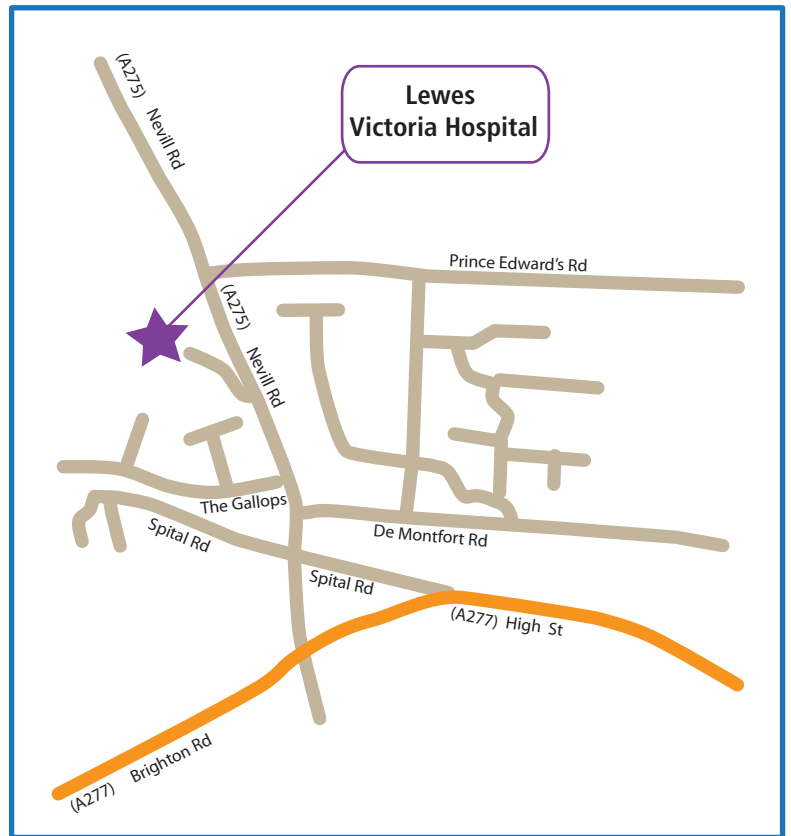 (A275) Nevill Rd
Lewes
Victoria Hospital
Prince Edward's Rd
(A275) Nevill Rd
The Gallops
Spital Rd
De Montfort Rd
Spital Rd
(A277) High St
(A277) Brighton Rd